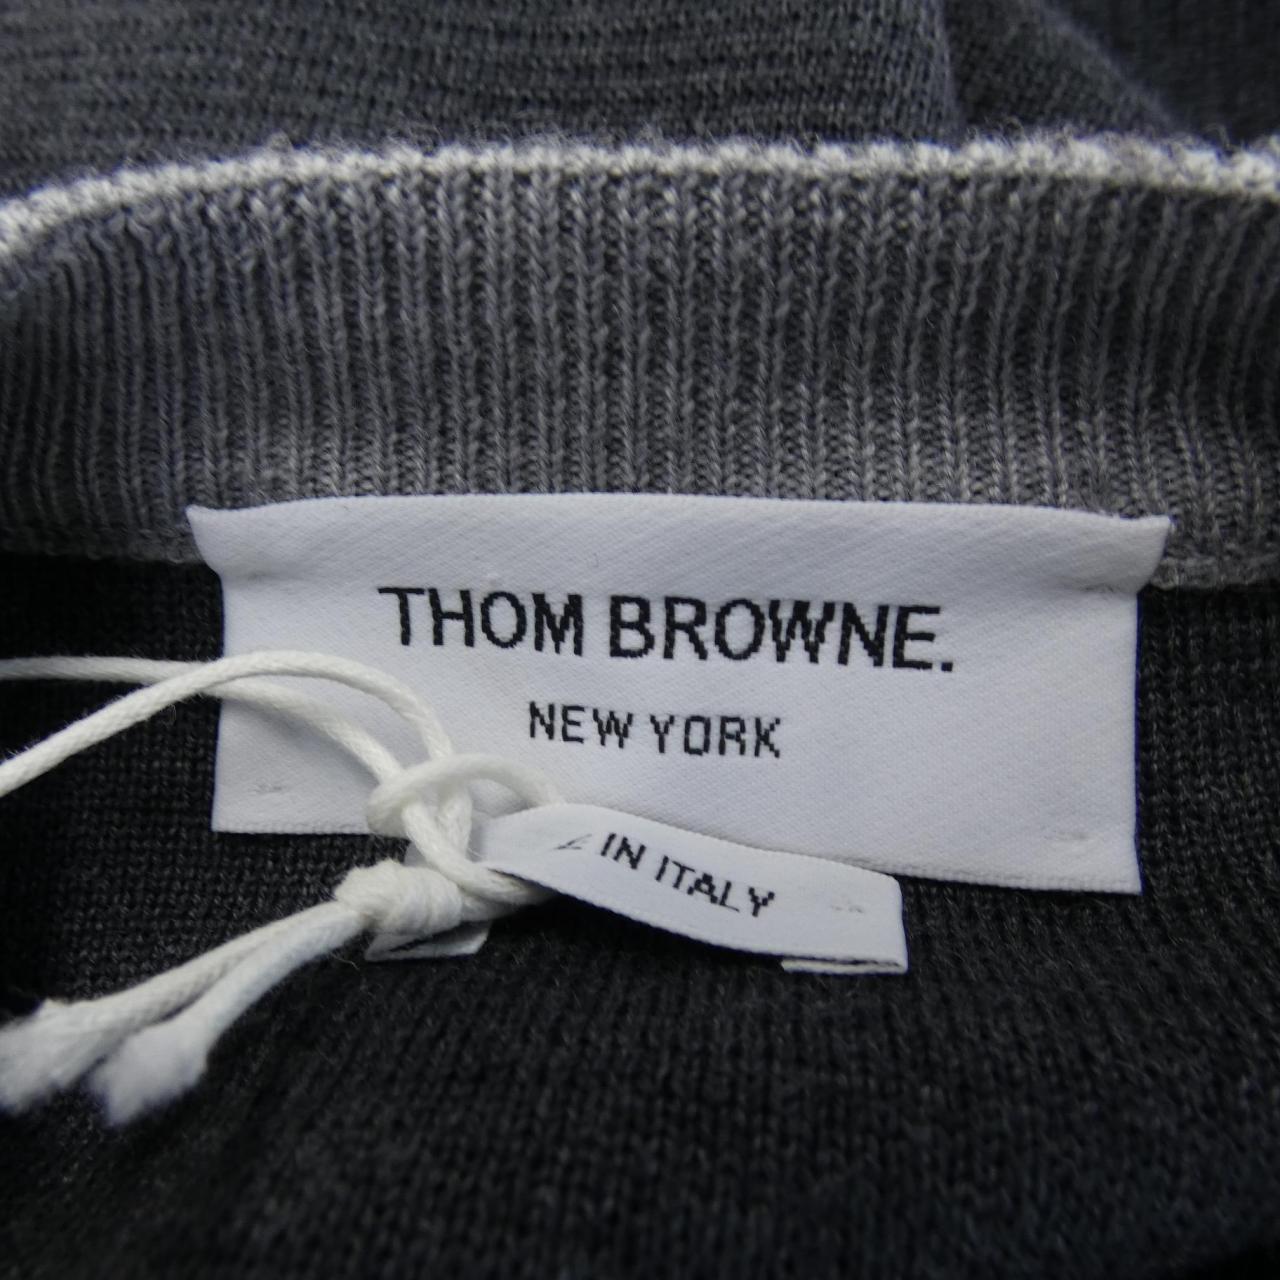 THOM BROWNE.
NEW YORK
IN ITALY